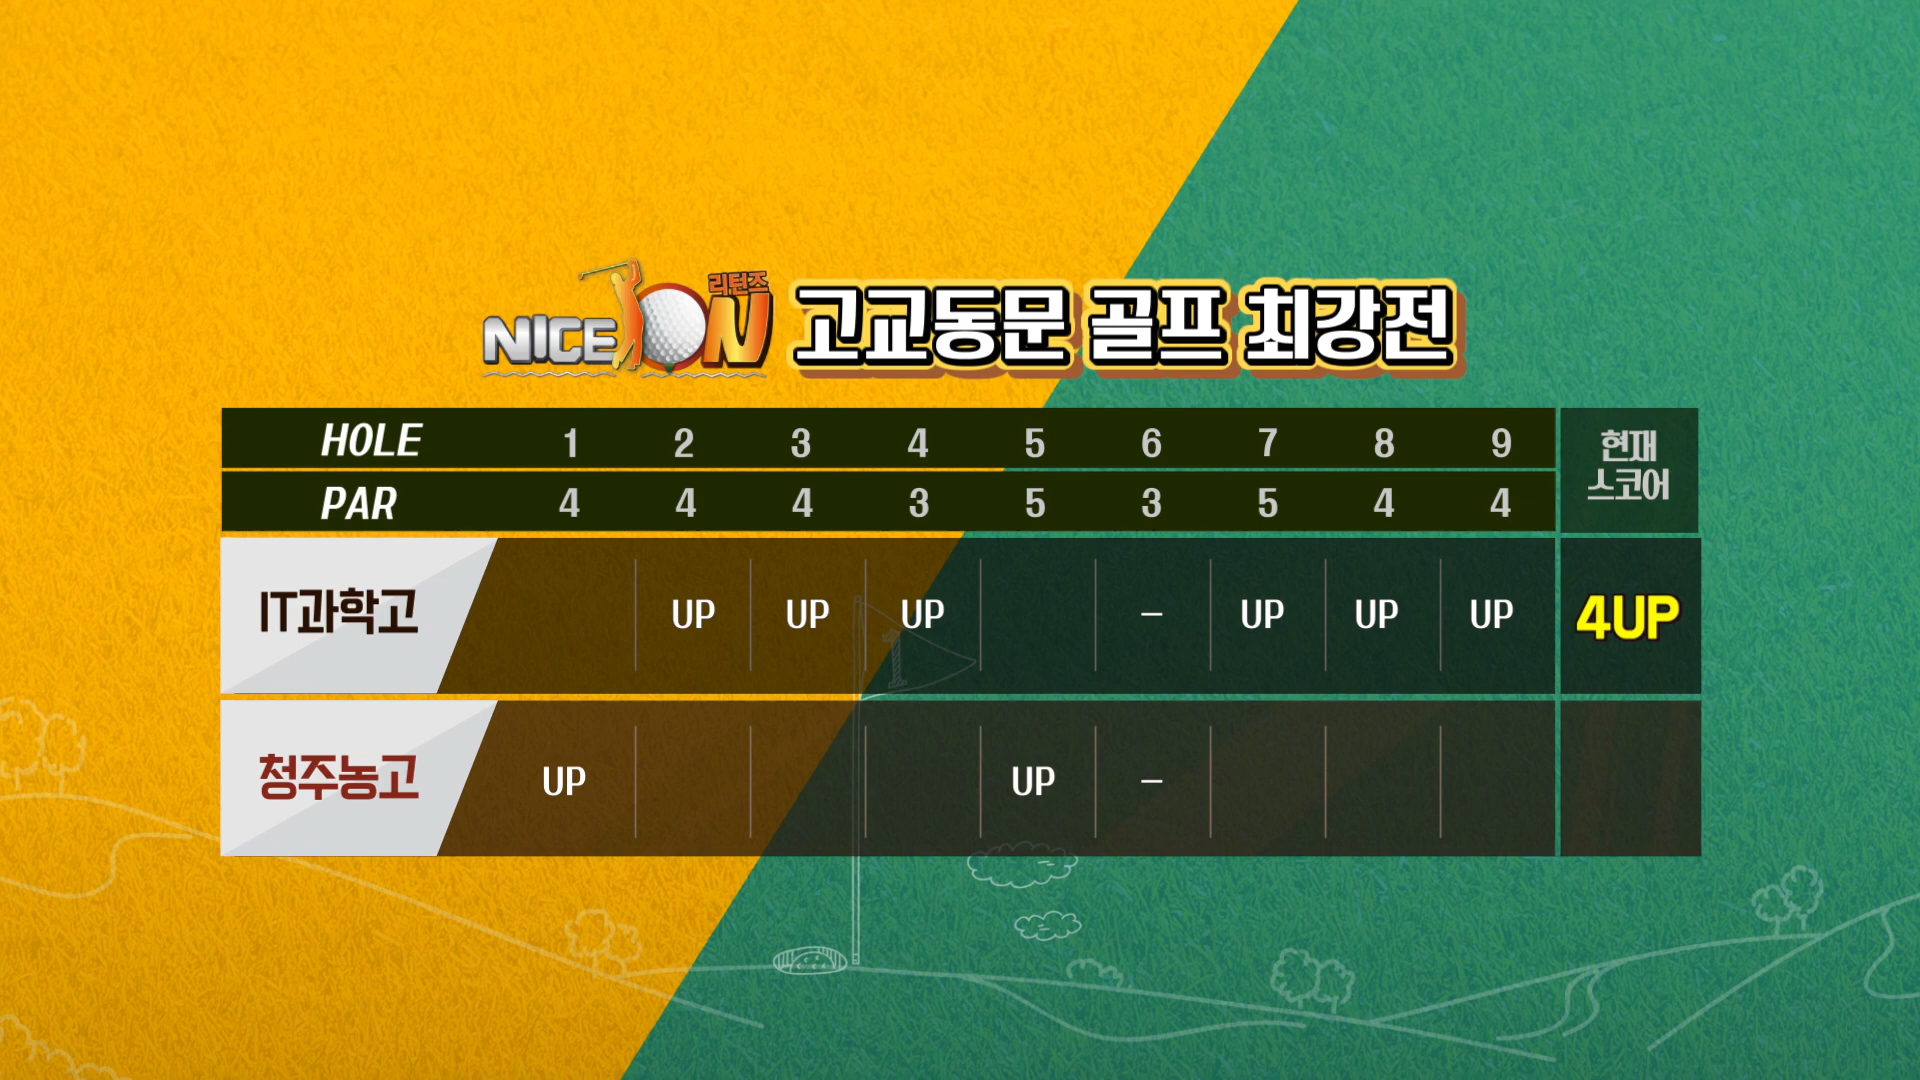 NICE ON 리턴즈 고교동문 골프 최강전
HOLE 1 2 3 4 5 6 7 8 9 현재 스코어
PAR 4 4 4 3 5 3 5 4 4
IT과학고 UP UP UP – UP UP UP 4UP
청주농고 UP UP –
1